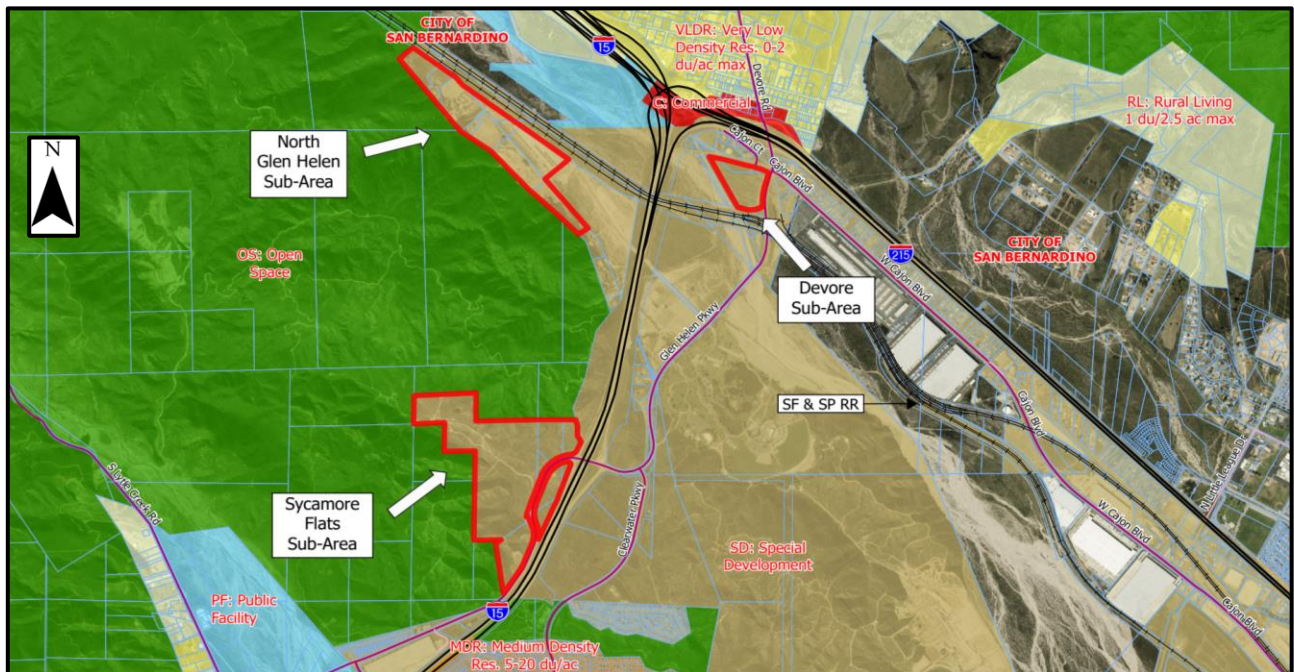 CITY OF
SAN BERNARDINO
15
VLDR: Very Low
Density Res. 0-2
du/ac max
Devore Rd
C: Commercial
RL: Rural Living
1 du/2.5 ac max
N
North
Glen Helen
Sub-Area
Cajon Ct
Cajon Blvd
OS: Open
Space
215
CITY OF
SAN BERNARDINO
W Cajon Blvd
Devore
Sub-Area
Glen Helen Pkwy
SF & SP RR
Cajon Blvd
N Little League Dr
S Lytle Creek Rd
Sycamore
Flats
Sub-Area
Clearwater Pkwy
W Cajon Blvd
SD: Special
Development
PF: Public
Facility
15
Cajon Blvd
MDR: Medium Density
Res. 5-20 du/ac